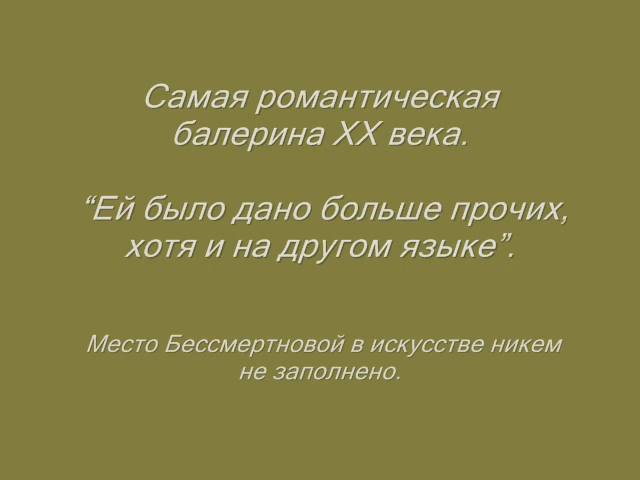 Самая романтическая
балерина XX века.
“Ей было дано больше прочих,
хотя и на другом языке”.
Место Бессмертновой в искусстве никем
не заполнено.